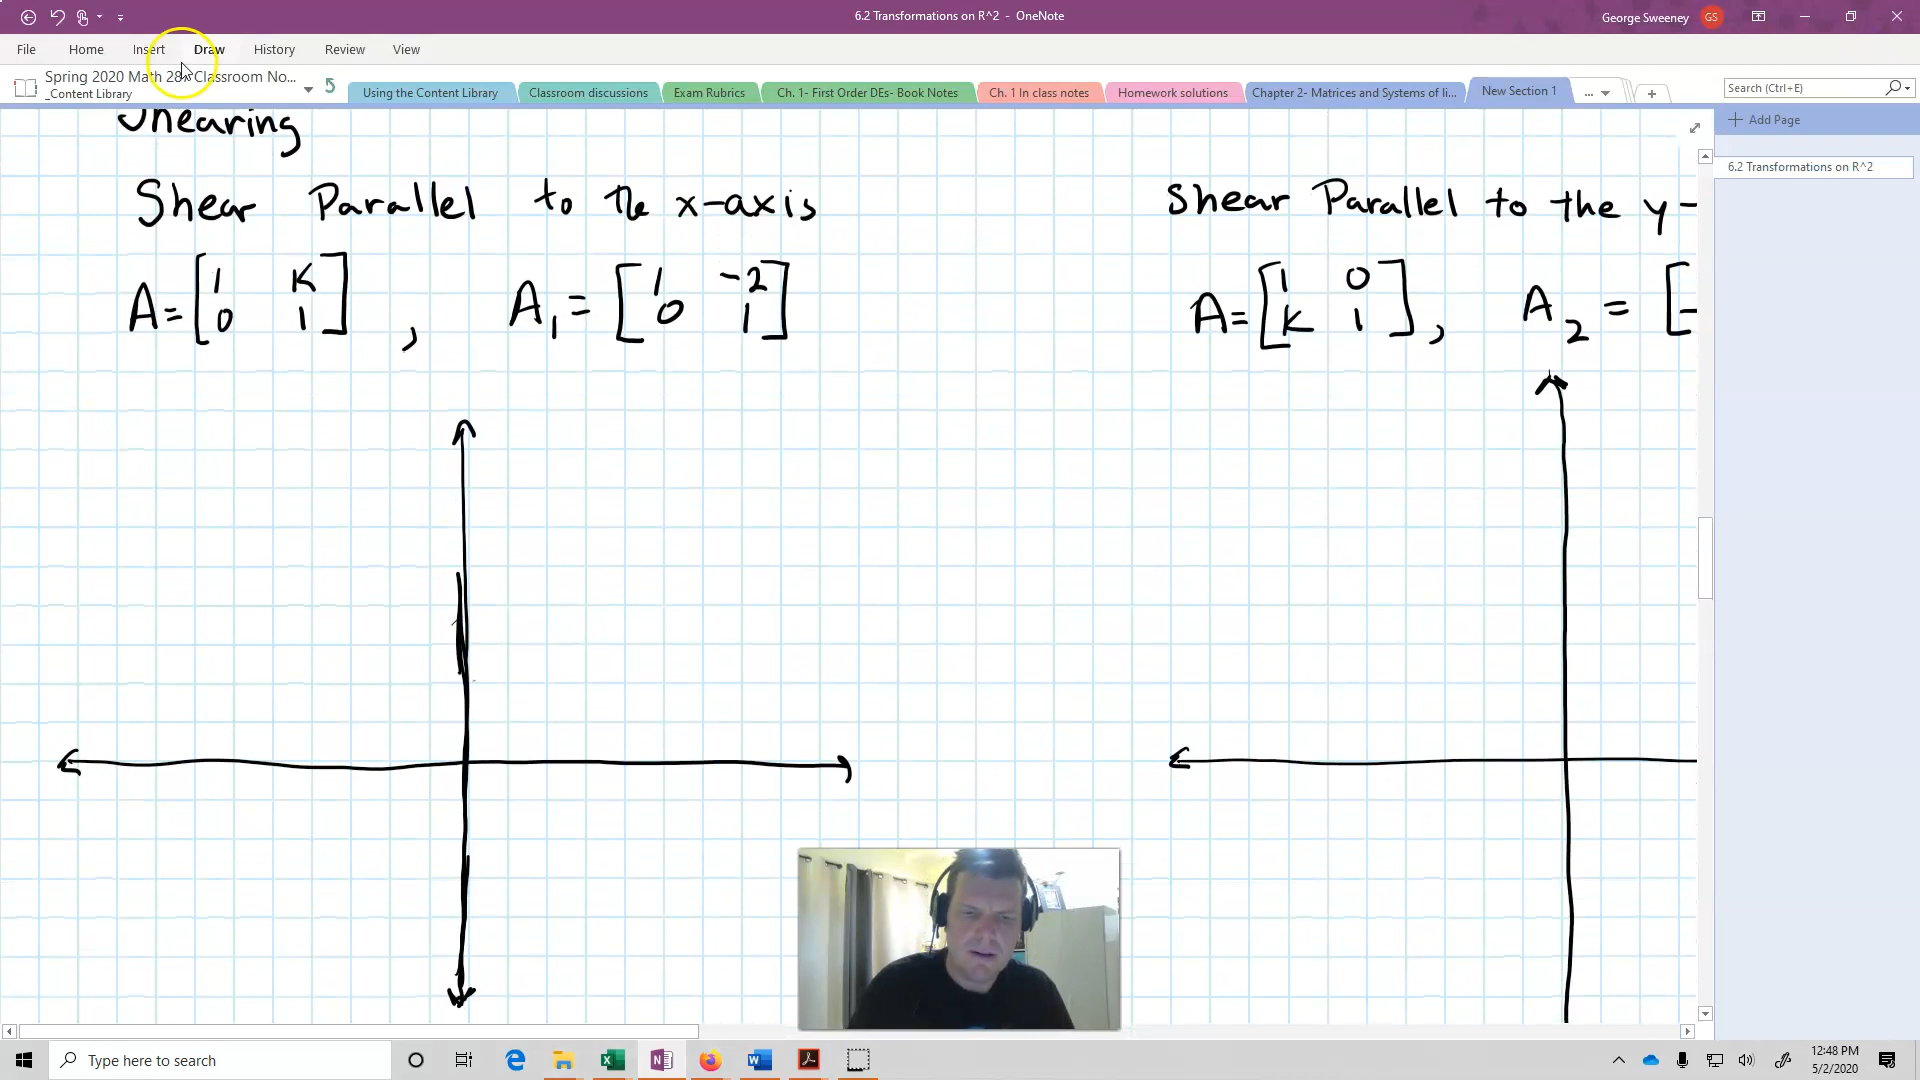 6.2 Transformations on R^2 - OneNote
George Sweeney GS
File Home Insert Draw History Review View
Spring 2020 Math 28 Classroom No...
_Content Library
Using the Content Library Classroom discussions Exam Rubrics Ch. 1- First Order DEs- Book Notes Ch. 1 In class notes Homework solutions Chapter 2- Matrices and Systems of li... New Section 1 ...
Search (Ctrl+E)
Add Page
6.2 Transformations on R^2
Shearing
Shear Parallel to the x-axis
A= [1 K
0 1] , A1 = [1 -2
0 1]
Shear Parallel to the y-
A= [1 0
K 1] , A2 = [
-
Type here to search
12:48 PM
5/2/2020